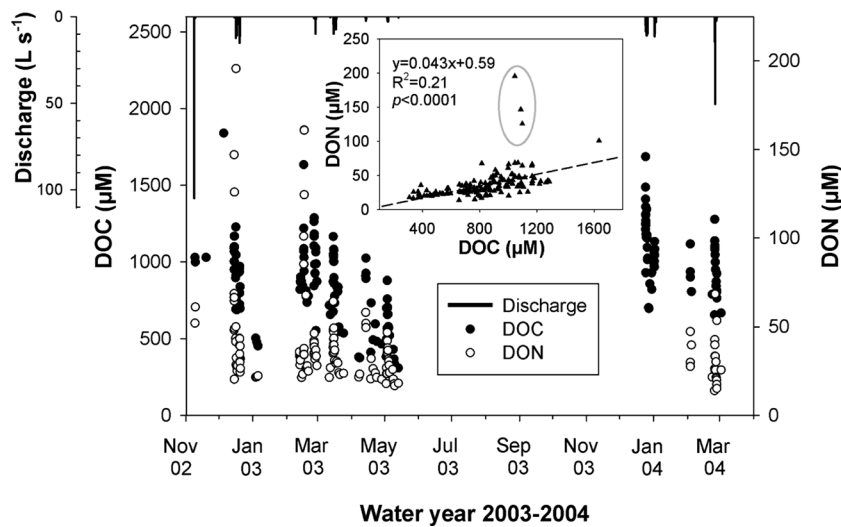 Discharge (L s⁻¹)
0
50
100
DOC (µM)
2500
2000
1500
1000
500
0
DON (µM)
250
200
150
100
50
0
y=0.043x+0.59
R²=0.21
p<0.0001
400 800 1200 1600
DOC (µM)
Discharge
DOC
DON
200
150
100
50
0
DON (µM)
Nov Jan Mar May Jul Sep Nov Jan Mar
02 03 03 03 03 03 03 04 04
Water year 2003-2004